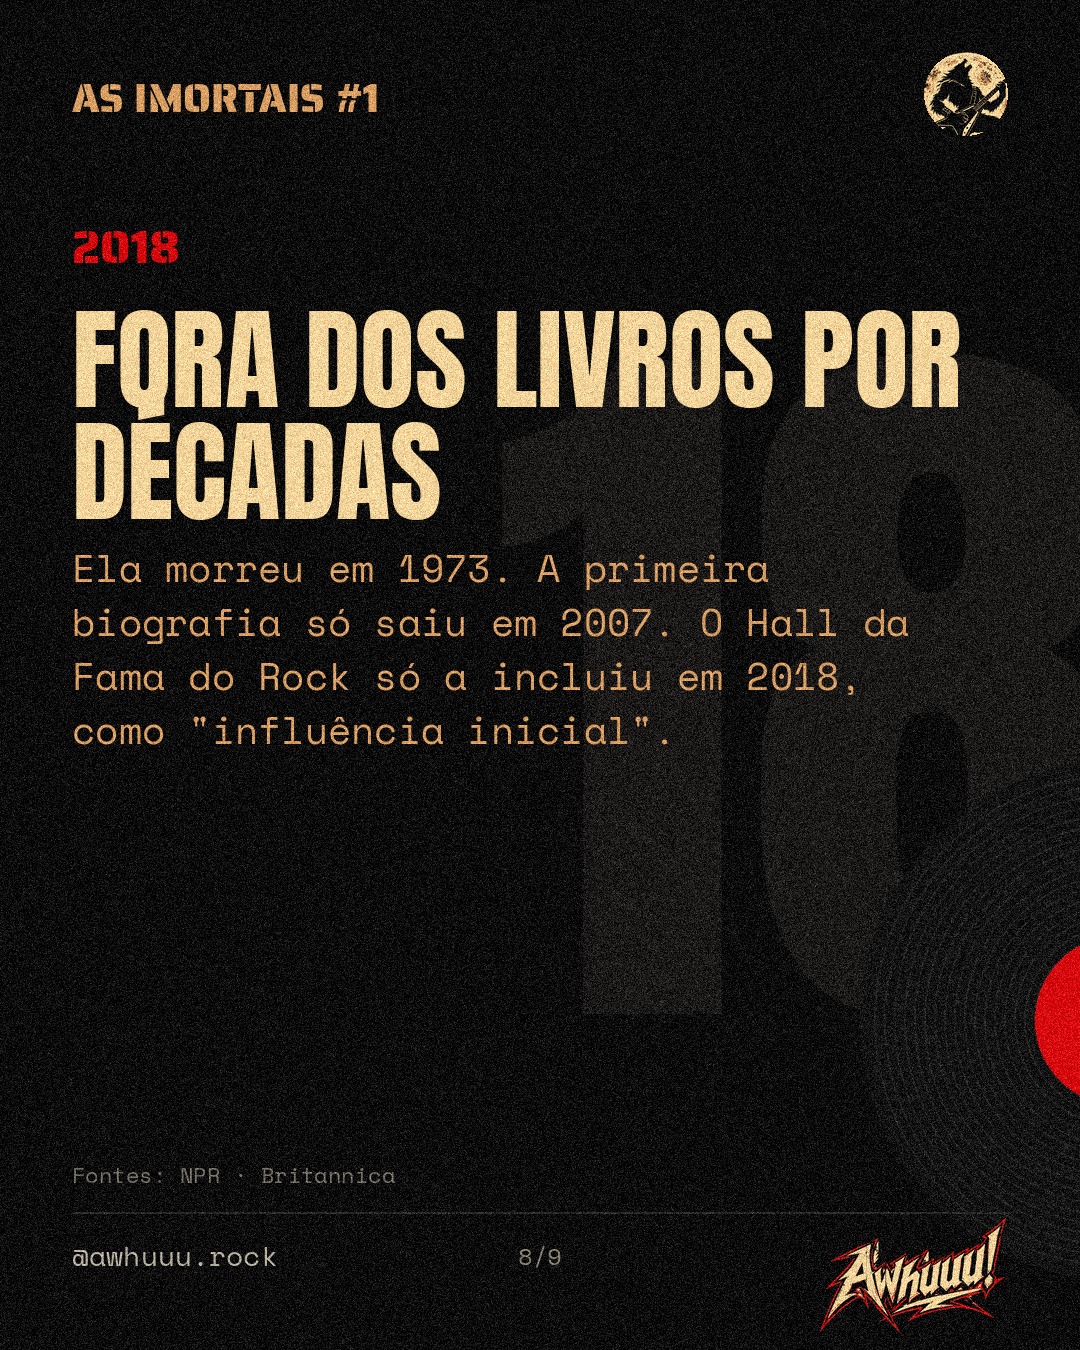 AS IMORTAIS #1
2018
FORA DOS LIVROS POR
DÉCADAS
Ela morreu em 1973. A primeira
biografia só saiu em 2007. O Hall da
Fama do Rock só a incluiu em 2018,
como "influência inicial".
18
Fontes: NPR · Britannica
@awhuuu.rock
8/9
Awhuuu!